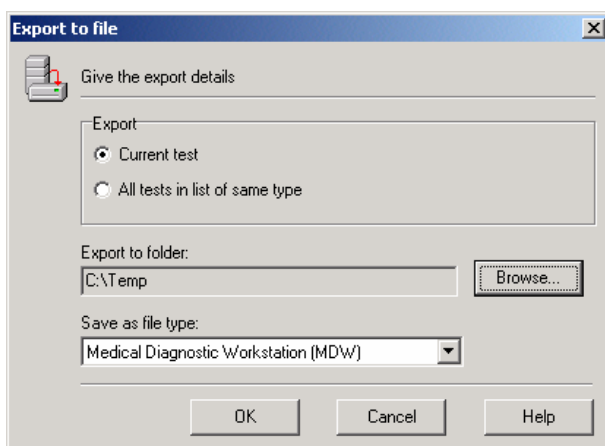 Export to file
Give the export details
Export
Current test
All tests in list of same type
Export to folder:
C:\Temp
Browse...
Save as file type:
Medical Diagnostic Workstation (MDW)
OK
Cancel
Help